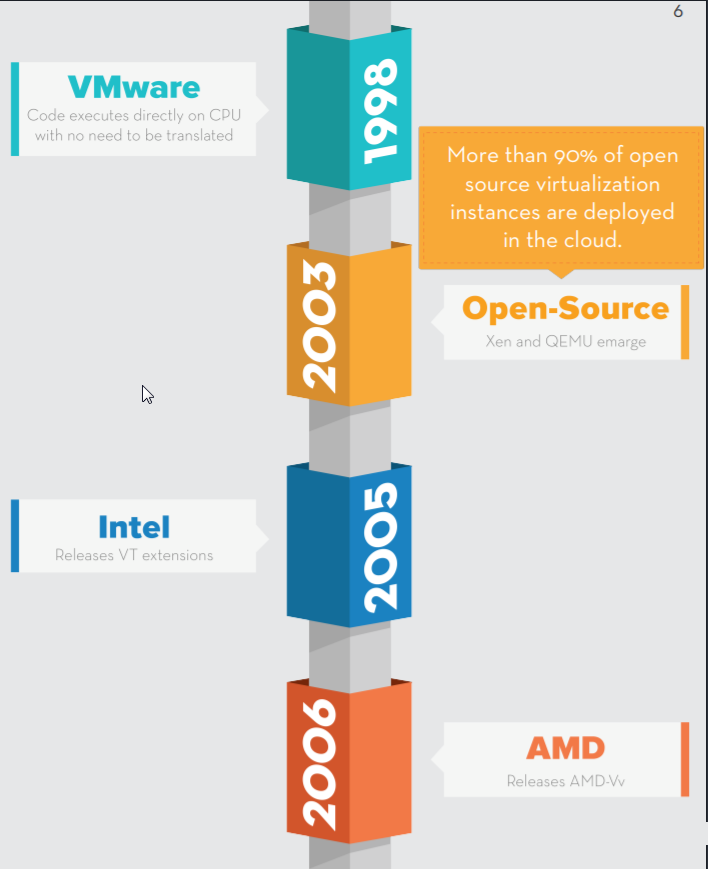 6
VMware
Code executes directly on CPU
with no need to be translated
1998
More than 90% of open
source virtualization
instances are deployed
in the cloud.
2003
Open-Source
Xen and QEMU emarge
Intel
Releases VT extensions
2005
2006
AMD
Releases AMD-Vv